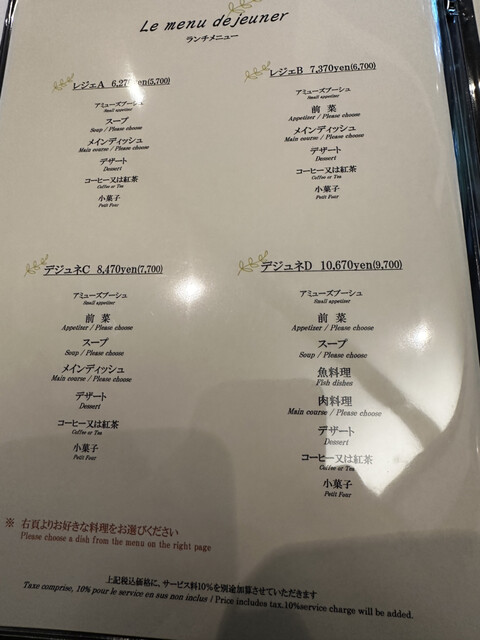 Le menu dejeuner
ランチメニュー
レジェA 6,270yen(5,700)
アミューズブーシュ
Small appetizer
スープ
Soup / Please choose
メインディッシュ
Main course / Please choose
デザート
Dessert
コーヒー又は紅茶
Coffee or Tea
小菓子
Petit Four
レジェB 7,370yen(6,700)
アミューズブーシュ
Small appetizer
前菜
Appetizer / Please choose
メインディッシュ
Main course / Please choose
デザート
Dessert
コーヒー又は紅茶
Coffee or Tea
小菓子
Petit Four
デジュネC 8,470yen(7,700)
アミューズブーシュ
Small appetizer
前菜
Appetizer / Please choose
スープ
Soup / Please choose
メインディッシュ
Main course / Please choose
デザート
Dessert
コーヒー又は紅茶
Coffee or Tea
小菓子
Petit Four
デジュネD 10,670yen(9,700)
アミューズブーシュ
Small appetizer
前菜
Appetizer / Please choose
スープ
Soup / Please choose
魚料理
Fish dishes
肉料理
Main course / Please choose
デザート
Dessert
コーヒー又は紅茶
Coffee or Tea
小菓子
Petit Four
※ 右頁よりお好きな料理をお選びください
Please choose a dish from the menu on the right page
上記税込価格に、サービス料10%を別途加算させていただきます
Taxe comprise, 10% pour le service en sus non inclus / Price includes tax.10%service charge will be added.